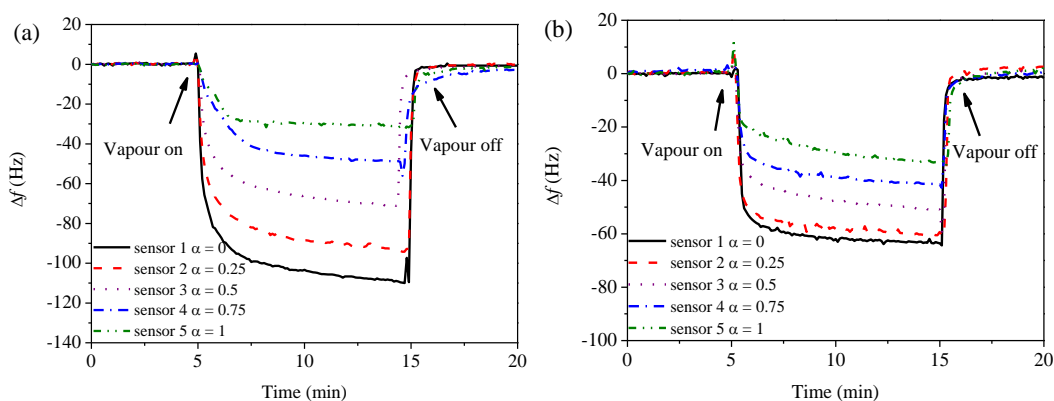 (a)
20
0
-20
-40
-60
-80
-100
-120
-140
Δf (Hz)
Vapour on
Vapour off
sensor 1 α = 0
sensor 2 α = 0.25
sensor 3 α = 0.5
sensor 4 α = 0.75
sensor 5 α = 1
0 5 10 15 20
Time (min)
(b)
20
0
-20
-40
-60
-80
-100
Δf (Hz)
Vapour on
Vapour off
sensor 1 α = 0
sensor 2 α = 0.25
sensor 3 α = 0.5
sensor 4 α = 0.75
sensor 5 α = 1
0 5 10 15 20
Time (min)